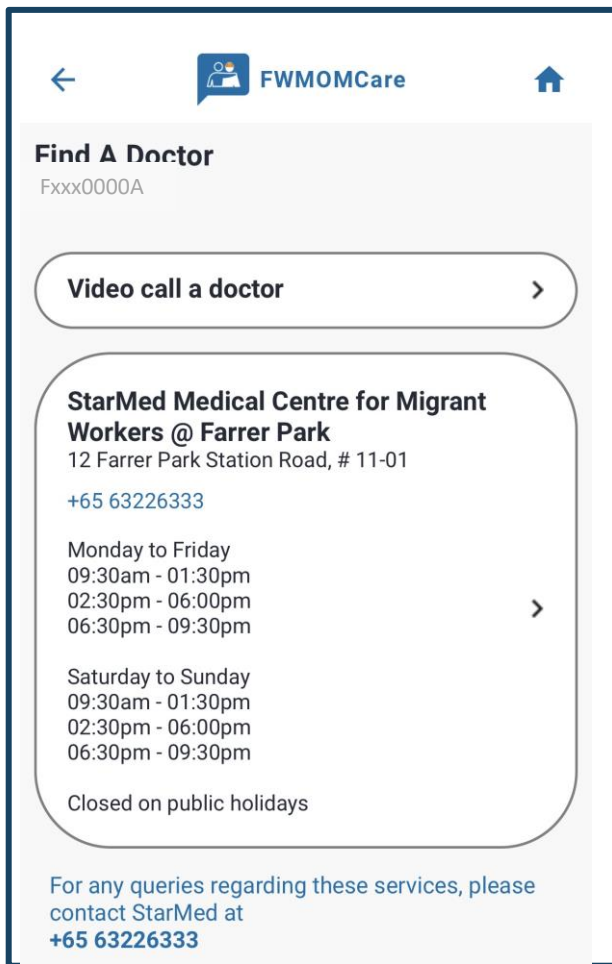 FWMOMCare
Find A Doctor
Fxxx0000A
Video call a doctor
StarMed Medical Centre for Migrant
Workers @ Farrer Park
12 Farrer Park Station Road, # 11-01
+65 63226333
Monday to Friday
09:30am - 01:30pm
02:30pm - 06:00pm
06:30pm - 09:30pm
Saturday to Sunday
09:30am - 01:30pm
02:30pm - 06:00pm
06:30pm - 09:30pm
Closed on public holidays
For any queries regarding these services, please
contact StarMed at
+65 63226333